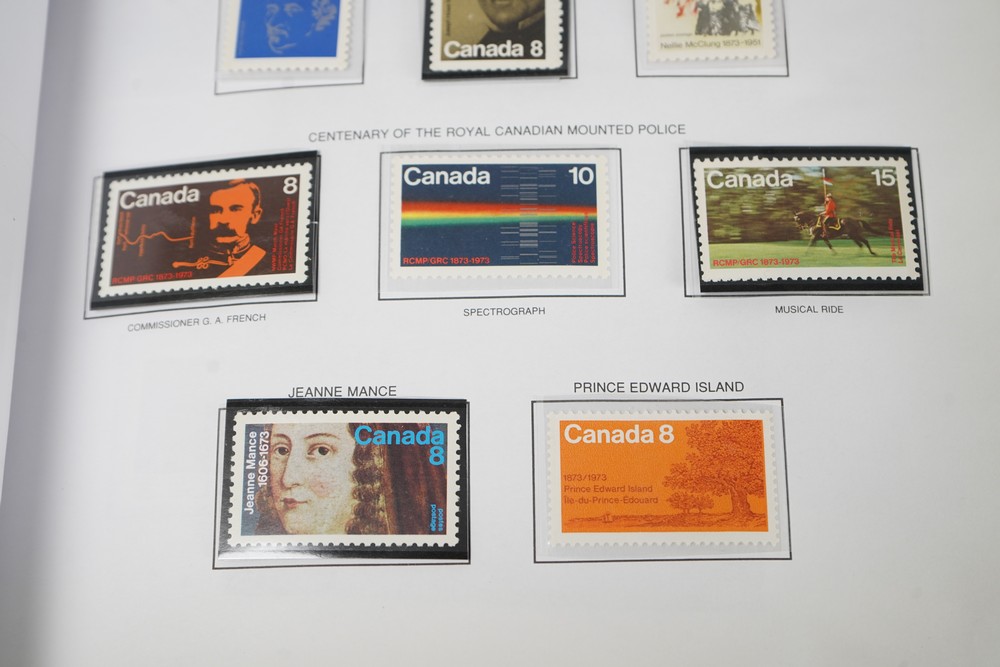 Canada 8
Nellie McClung 1873-1951
CENTENARY OF THE ROYAL CANADIAN MOUNTED POLICE
Canada 8
RCMP/GRC 1873-1973
COMMISSIONER G. A. FRENCH
Canada 10
RCMP/GRC 1873-1973
SPECTROGRAPH
Canada 15
RCMP/GRC 1873-1973
MUSICAL RIDE
JEANNE MANCE
Jeanne Mance
1606-1673
Canada
8
postes
postage
PRINCE EDWARD ISLAND
Canada 8
1873/1973
Prince Edward Island
Île-du-Prince-Édouard